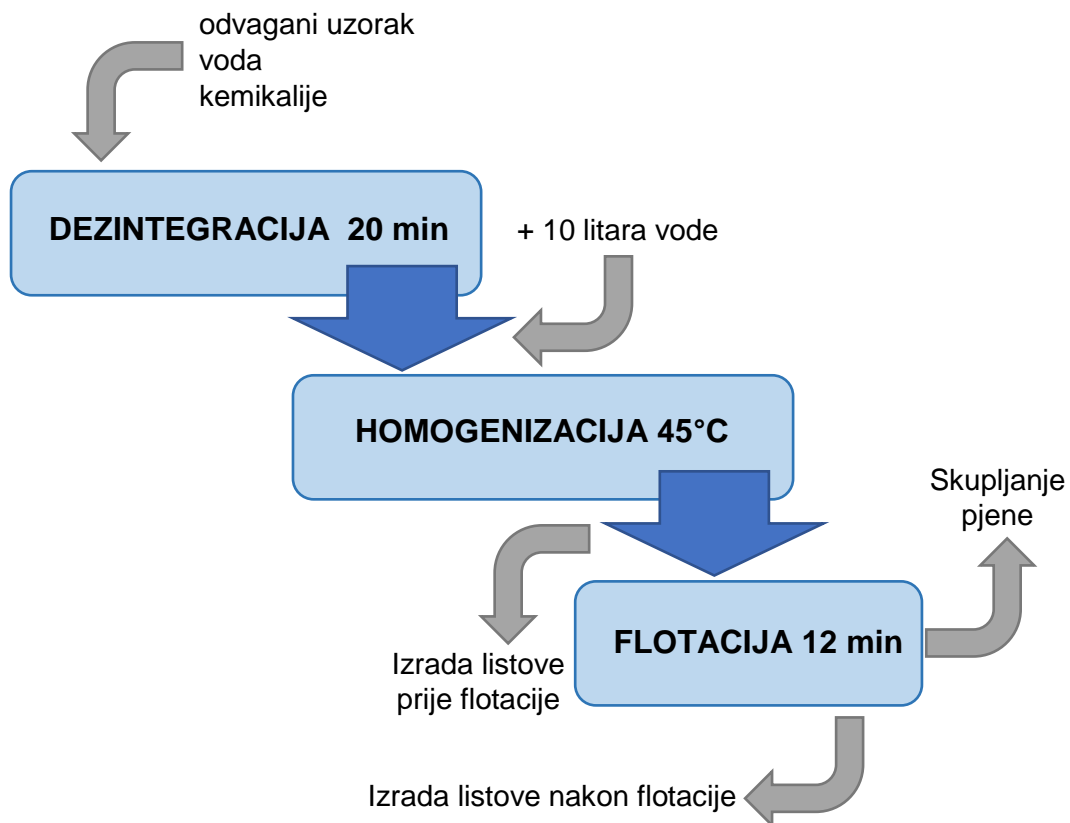 odvagani uzorak
voda
kemikalije
DEZINTEGRACIJA 20 min
+ 10 litara vode
HOMOGENIZACIJA 45°C
Skupljanje
pjene
FLOTACIJA 12 min
Izrada listove
prije flotacije
Izrada listove nakon flotacije